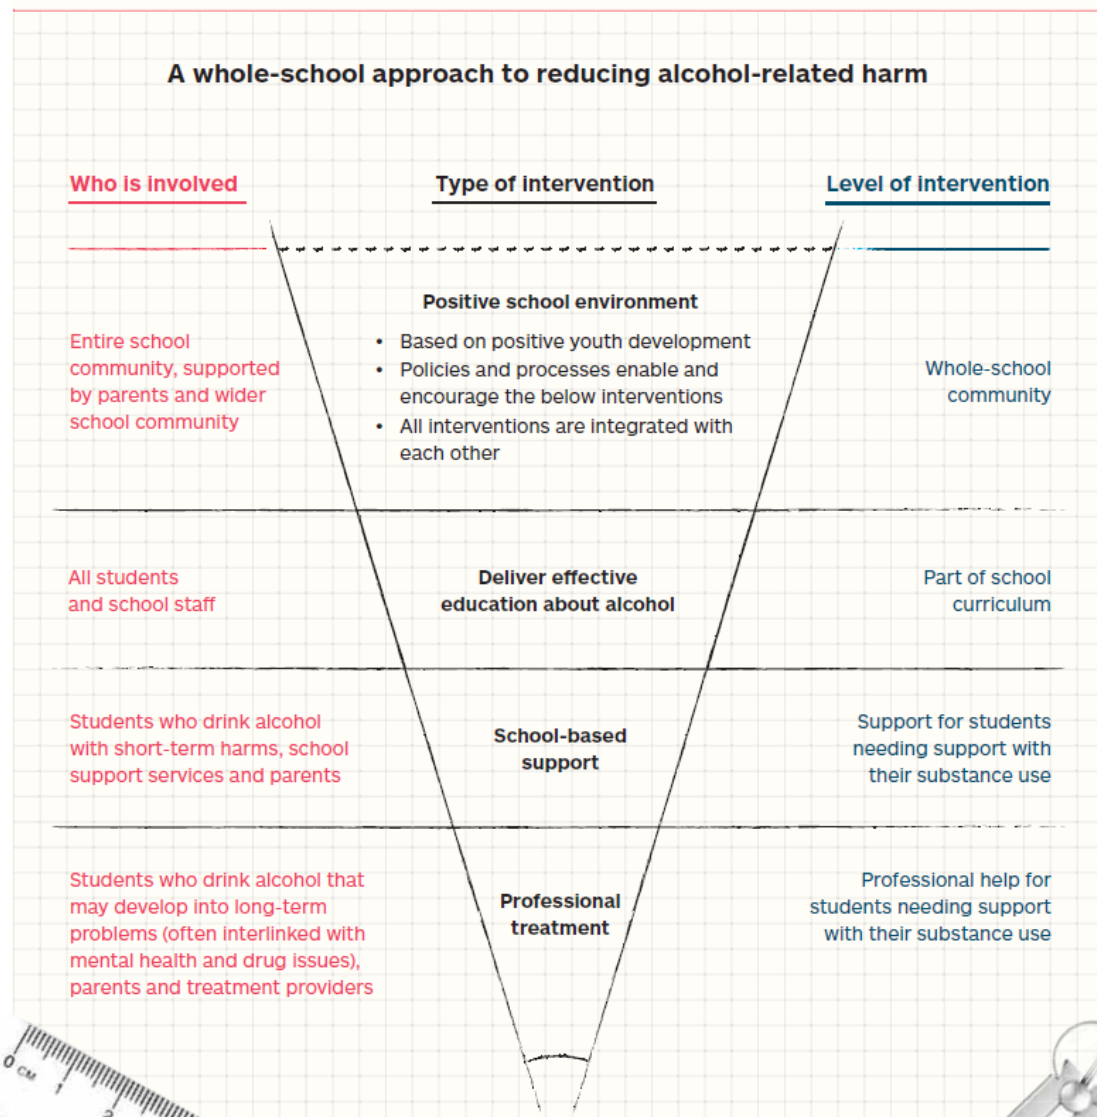 A whole-school approach to reducing alcohol-related harm
Who is involved
Type of intervention
Level of intervention
Entire school
community, supported
by parents and wider
school community
Positive school environment
• Based on positive youth development
• Policies and processes enable and
encourage the below interventions
• All interventions are integrated with
each other
Whole-school
community
All students
and school staff
Deliver effective
education about alcohol
Part of school
curriculum
Students who drink alcohol
with short-term harms, school
support services and parents
School-based
support
Support for students
needing support with
their substance use
Students who drink alcohol that
may develop into long-term
problems (often interlinked with
mental health and drug issues),
parents and treatment providers
Professional
treatment
Professional help for
students needing support
with their substance use
0 CM 1 2